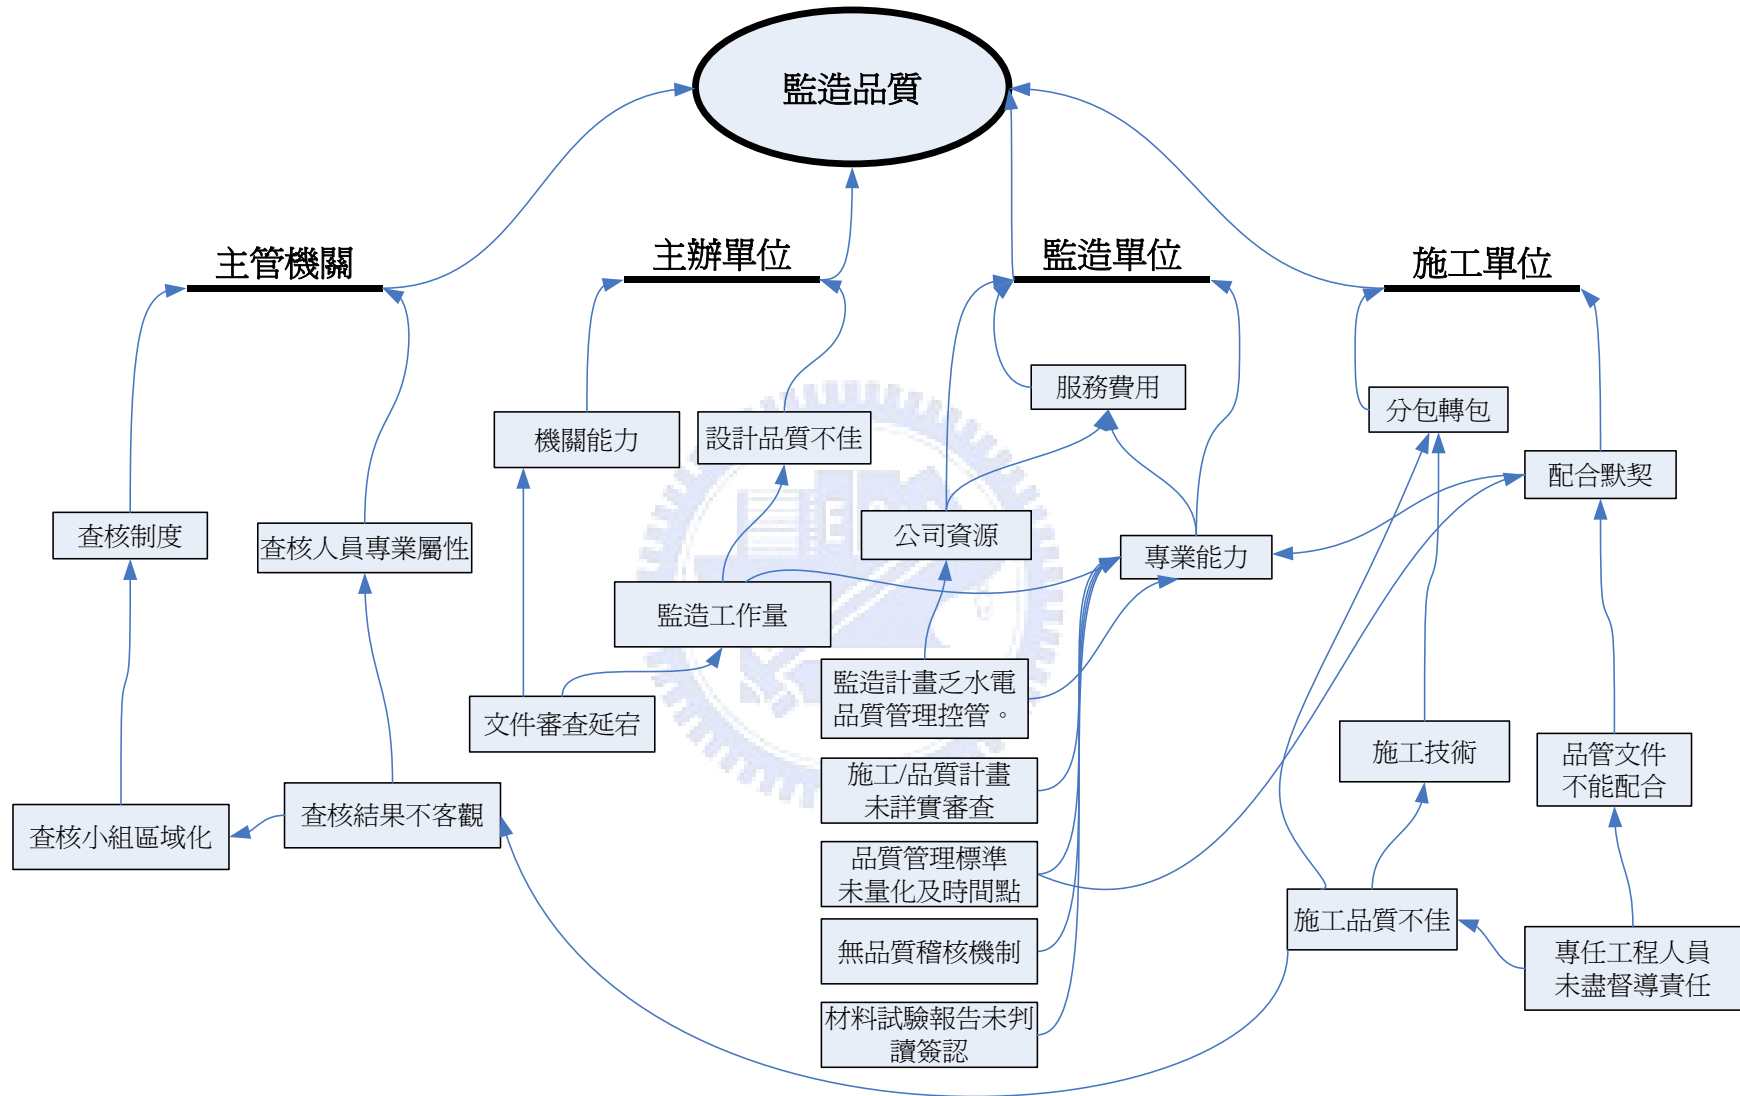 監造品質
主管機關
主辦單位
監造單位
施工單位
服務費用
分包轉包
機關能力
設計品質不佳
配合默契
查核制度
查核人員專業屬性
公司資源
專業能力
監造工作量
文件審查延宕
監造計畫乏水電
品質管理控管。
施工技術
品管文件
不能配合
施工/品質計畫
未詳實審查
查核小組區域化
查核結果不客觀
品質管理標準
未量化及時間點
施工品質不佳
無品質稽核機制
專任工程人員
未盡督導責任
材料試驗報告未判
讀簽認